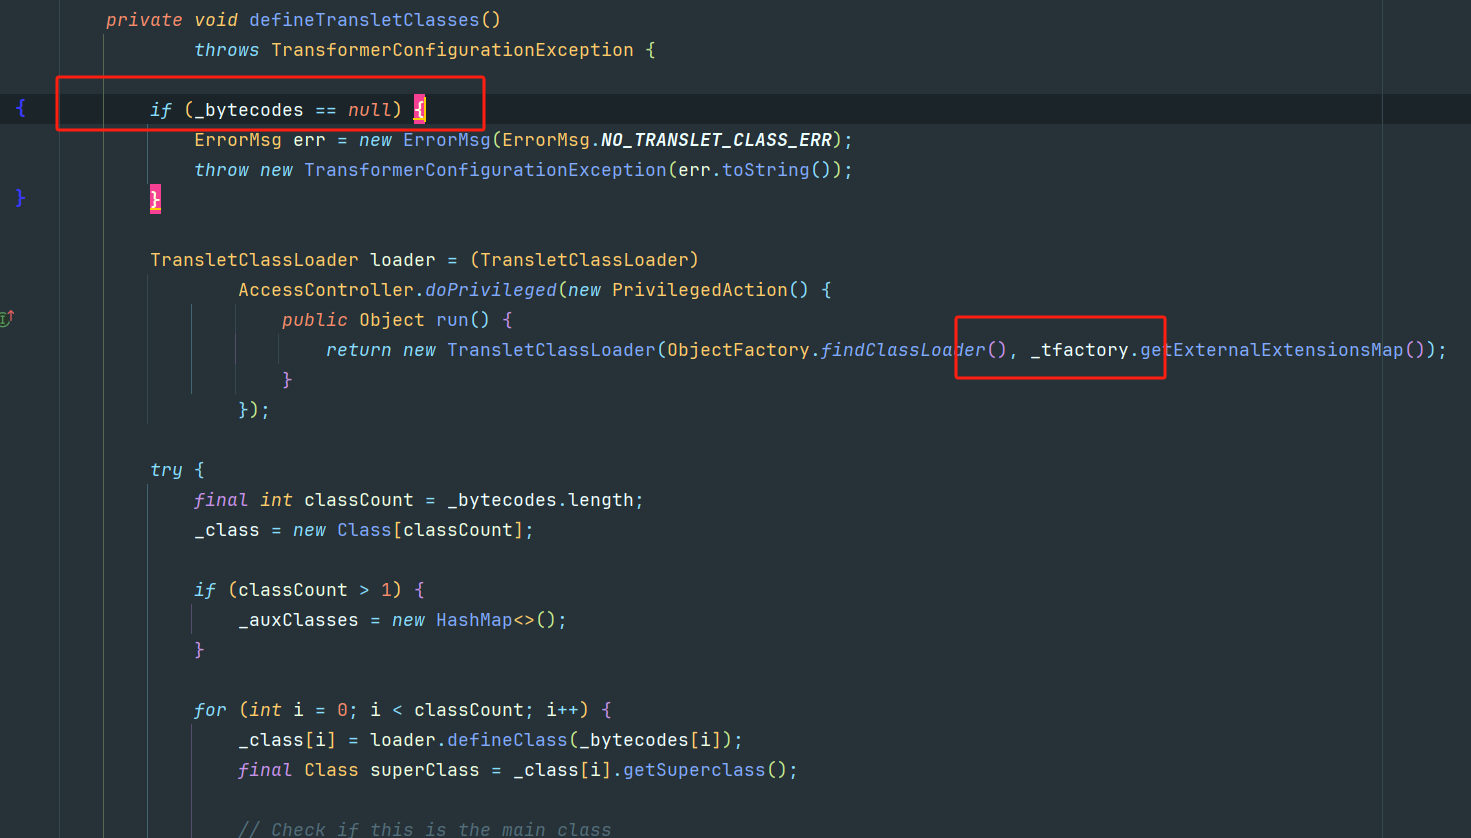 private void defineTransletClasses()
throws TransformerConfigurationException {
if (_bytecodes == null) {
ErrorMsg err = new ErrorMsg(ErrorMsg.NO_TRANSLET_CLASS_ERR);
throw new TransformerConfigurationException(err.toString());
}
TransletClassLoader loader = (TransletClassLoader)
AccessController.doPrivileged(new PrivilegedAction() {
public Object run() {
return new TransletClassLoader(ObjectFactory.findClassLoader(), _tfactory.getExternalExtensionsMap());
}
});
try {
final int classCount = _bytecodes.length;
_class = new Class[classCount];
if (classCount > 1) {
_auxClasses = new HashMap<>();
}
for (int i = 0; i < classCount; i++) {
_class[i] = loader.defineClass(_bytecodes[i]);
final Class superClass = _class[i].getSuperclass();
// Check if this is the main class